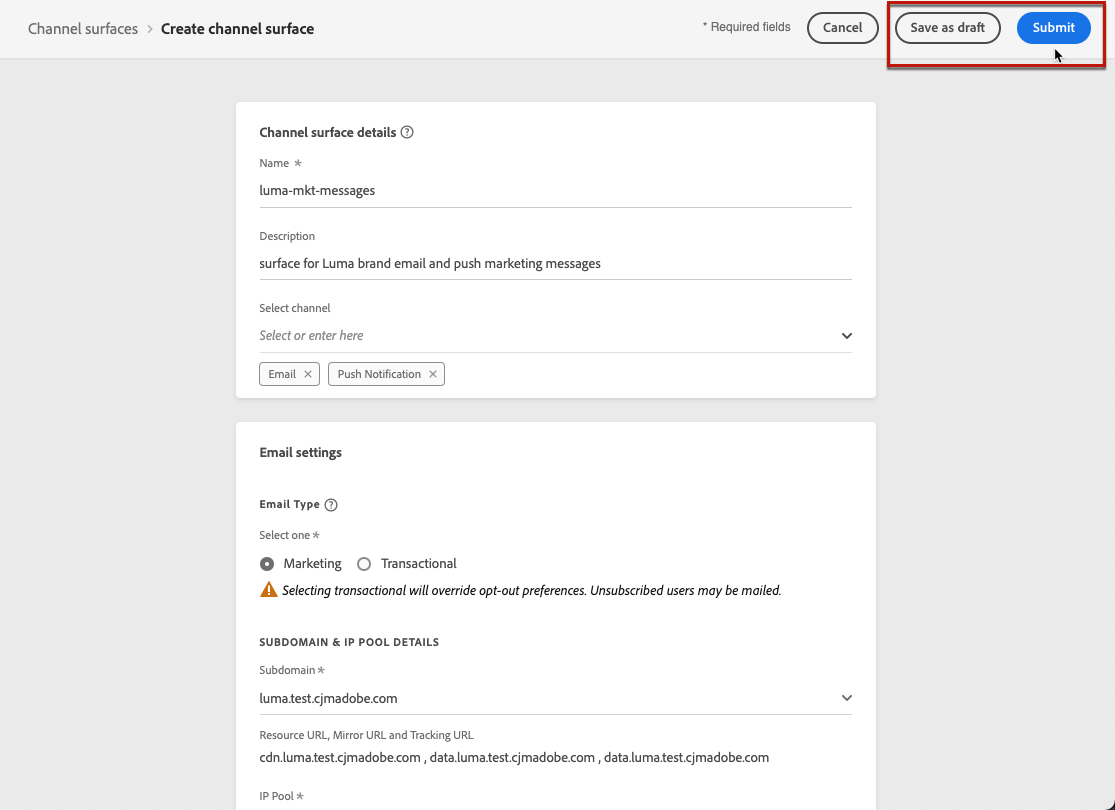 Channel surfaces > Create channel surface
* Required fields
Cancel
Save as draft
Submit
Channel surface details ?
Name *
luma-mkt-messages
Description
surface for Luma brand email and push marketing messages
Select channel
Select or enter here
Email × Push Notification ×
Email settings
Email Type ?
Select one *
Marketing Transactional
Selecting transactional will override opt-out preferences. Unsubscribed users may be mailed.
SUBDOMAIN & IP POOL DETAILS
Subdomain *
luma.test.cjmadobe.com
Resource URL, Mirror URL and Tracking URL
cdn.luma.test.cjmadobe.com , data.luma.test.cjmadobe.com , data.luma.test.cjmadobe.com
IP Pool *